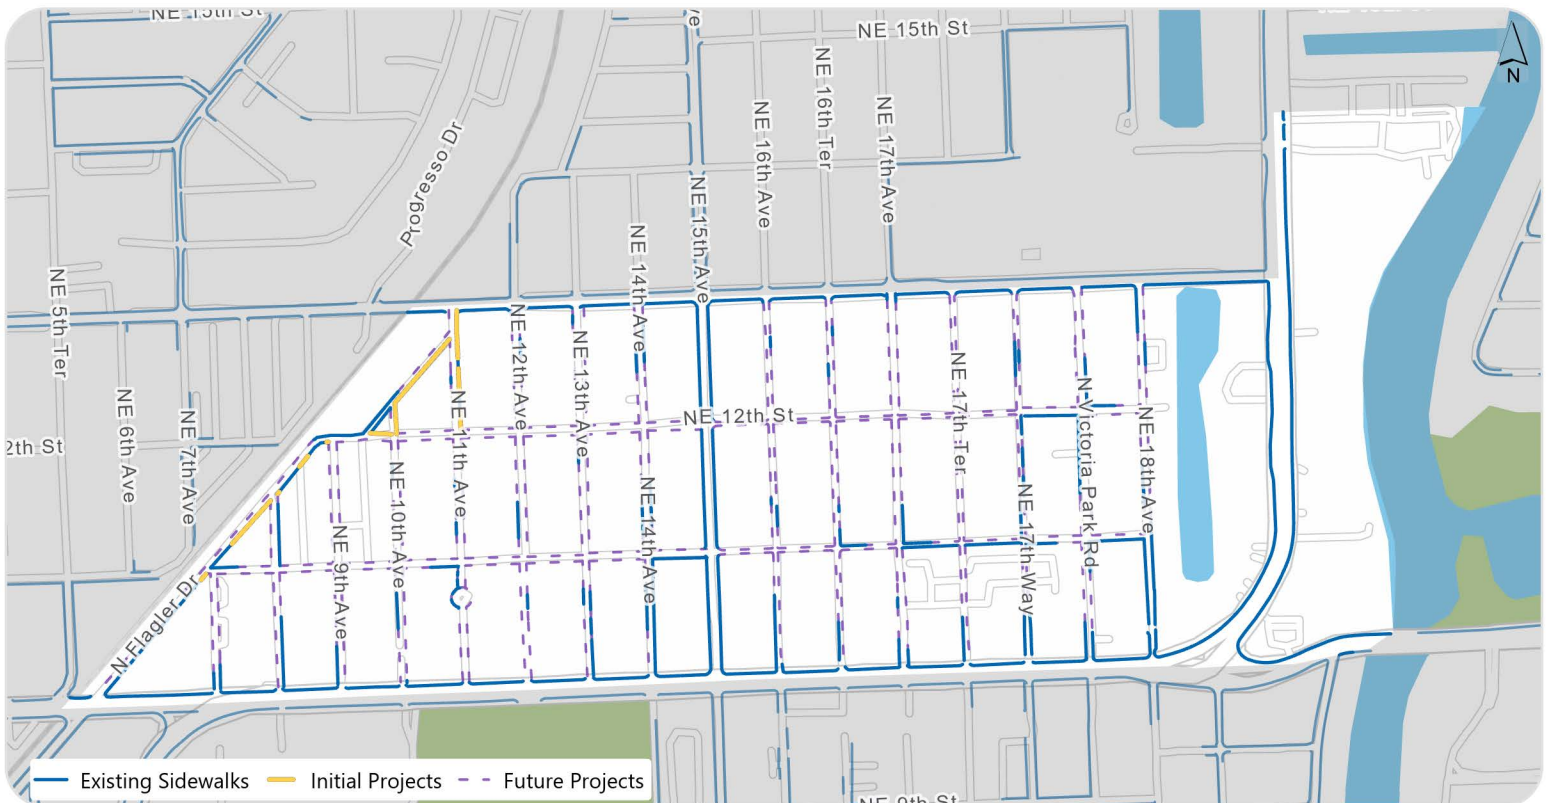 NE 15th St
NE 15th St
N
NE 16th Ter
NE 16th Ave
NE 17th Ave
Progresso Dr
NE 15th Ave
NE 14th Ave
NE 5th Ter
NE 12th Ave
NE 13th Ave
NE 17th Ter
N Victoria Park Rd
NE 6th Ave
NE 7th Ave
NE 11th Ave
NE 12th St
NE 18th Ave
2th St
NE 10th Ave
NE 14th Ave
NE 17th Way
NE 9th Ave
N Flagler Dr
Existing Sidewalks
Initial Projects
Future Projects
NE 9th St